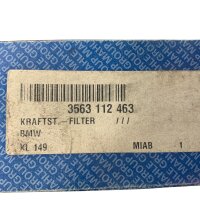 3563 112 463
KRAFTST.-FILTER ///
BMW
KL 149 MIAB 1